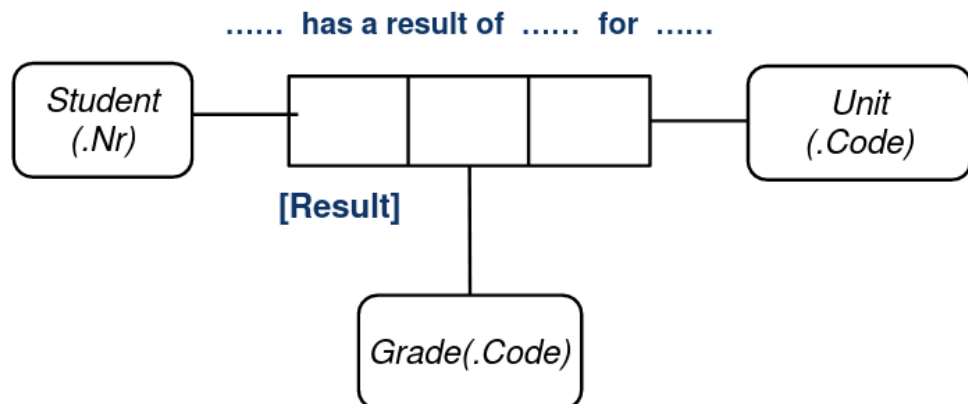 …… has a result of …… for ……
Student
(.Nr)
Unit
(.Code)
[Result]
Grade(.Code)